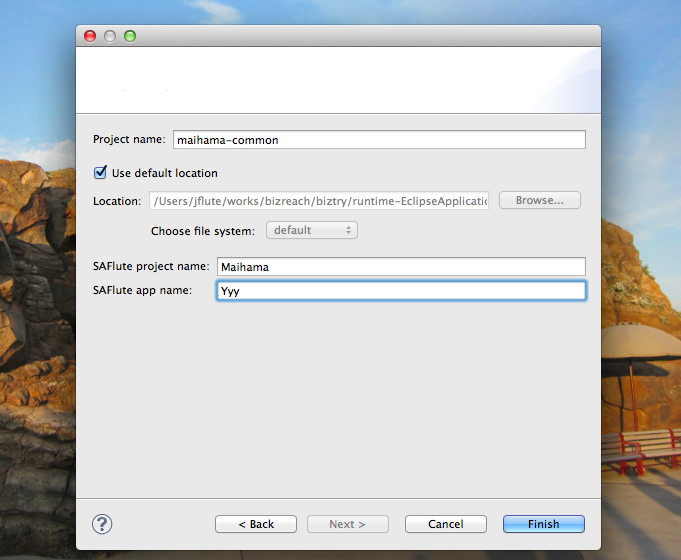 Project name: maihama-common
Use default location
Location: /Users/jflute/works/bizreach/biztry/runtime-EclipseApplicatic Browse...
Choose file system: default
SAFlute project name: Maihama
SAFlute app name: Yyy
? < Back Next > Cancel Finish